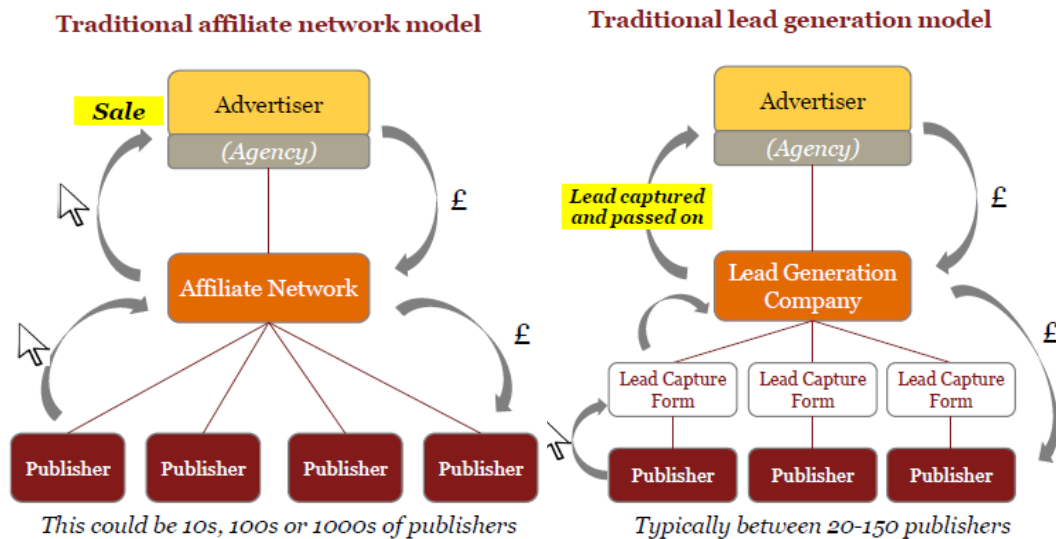 Traditional affiliate network model
Sale
Advertiser
(Agency)
£
Affiliate Network
£
Publisher
Publisher
Publisher
Publisher
This could be 10s, 100s or 1000s of publishers
Traditional lead generation model
Advertiser
(Agency)
Lead captured
and passed on
£
Lead Generation
Company
£
Lead Capture
Form
Lead Capture
Form
Lead Capture
Form
Publisher
Publisher
Publisher
Typically between 20-150 publishers